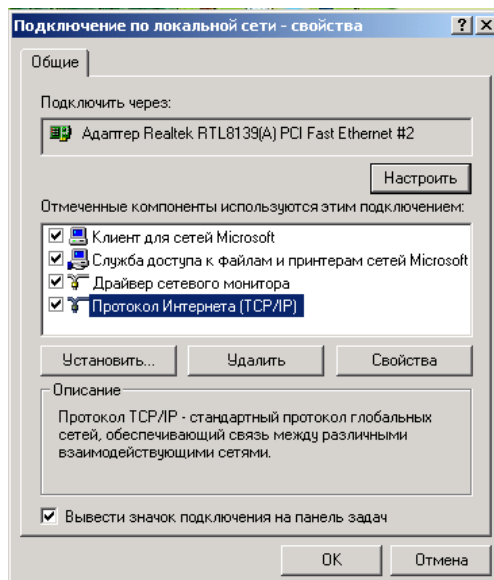 Подключение по локальной сети - свойства
Общие
Подключить через:
Адаптер Realtek RTL8139(A) PCI Fast Ethernet #2
Настроить
Отмеченные компоненты используются этим подключением:
Клиент для сетей Microsoft
Служба доступа к файлам и принтерам сетей Microsoft
Драйвер сетевого монитора
Протокол Интернета (TCP/IP)
Установить... Удалить Свойства
Описание
Протокол TCP/IP - стандартный протокол глобальных
сетей, обеспечивающий связь между различными
взаимодействующими сетями.
Вывести значок подключения на панель задач
OK Отмена